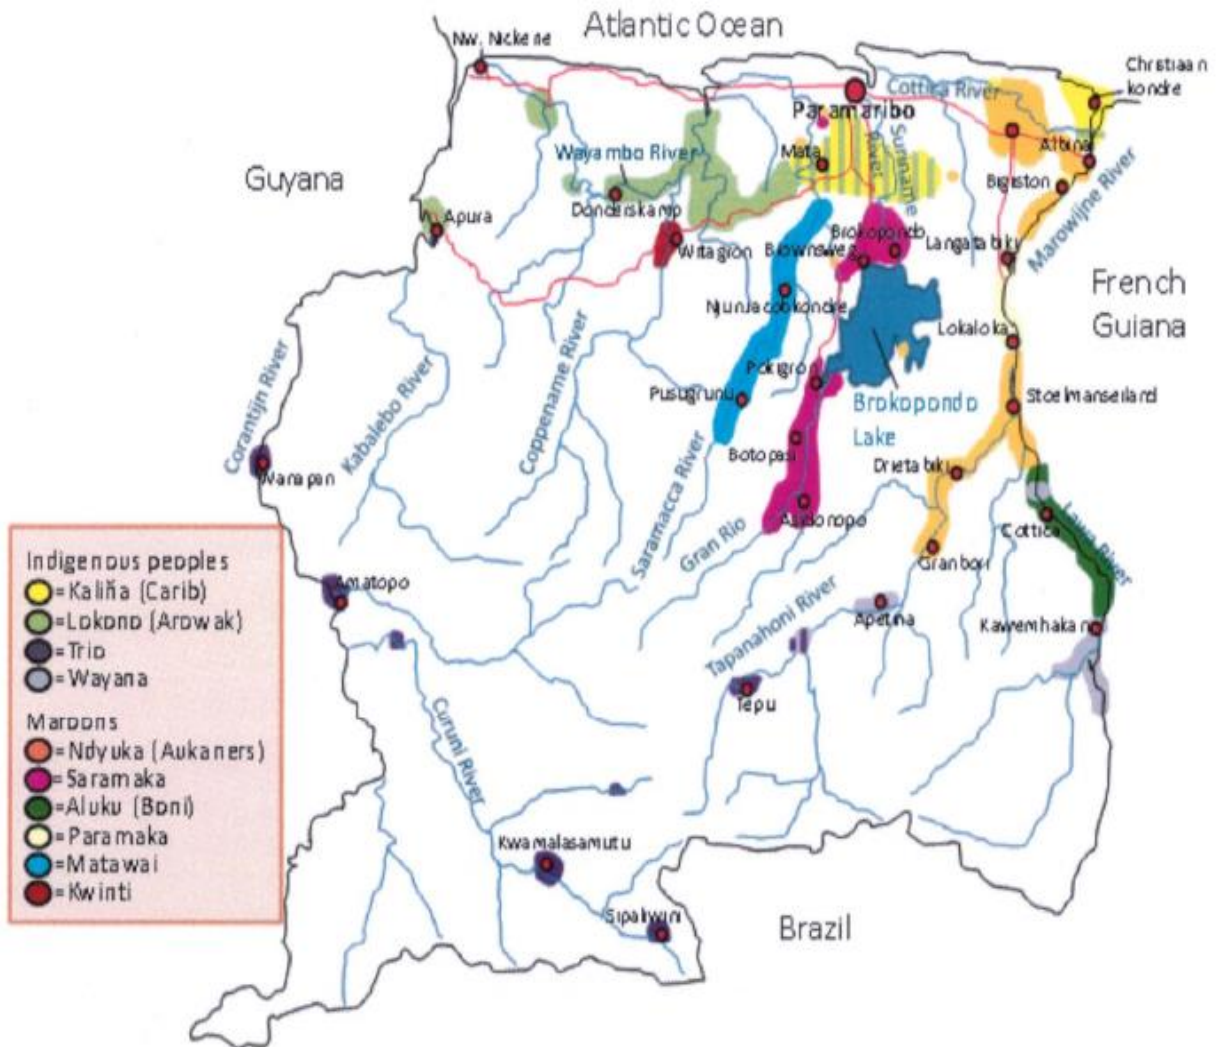 Atlantic Ocean
Nw. Nickerie
Christiaan
kondre
Cottica River
Paramaribo
Wayambo River
Mata
Suriname
River
Albina
Guyana
Bigiston
Donderskamp
Marowijne River
Apura
Witagron
Brownsweg
Brokopondo
Langatabiki
French
Guiana
Njunjacookondre
Lokaloka
Corantijn River
Kabalebo River
Coppename River
Pokigron
Pusugrunu
Brokopondo
Lake
Stoelmanseiland
Botopasi
Drietabiki
Wanapan
Saramacca River
Gran Rio
Asidonopo
Cottica
Lawa River
Granbori
Indigenous peoples
=Kaliña (Carib)
=Lokono (Arowak)
=Trio
=Wayana
Maroons
=Ndyuka (Aukaners)
=Saramaka
=Aluku (Boni)
=Paramaka
=Matawai
=Kwinti
Amatopo
Tapanahoni River
Apetina
Kawemhakan
Tepu
Curuni River
Kwamalasamutu
Sipaliwini
Brazil